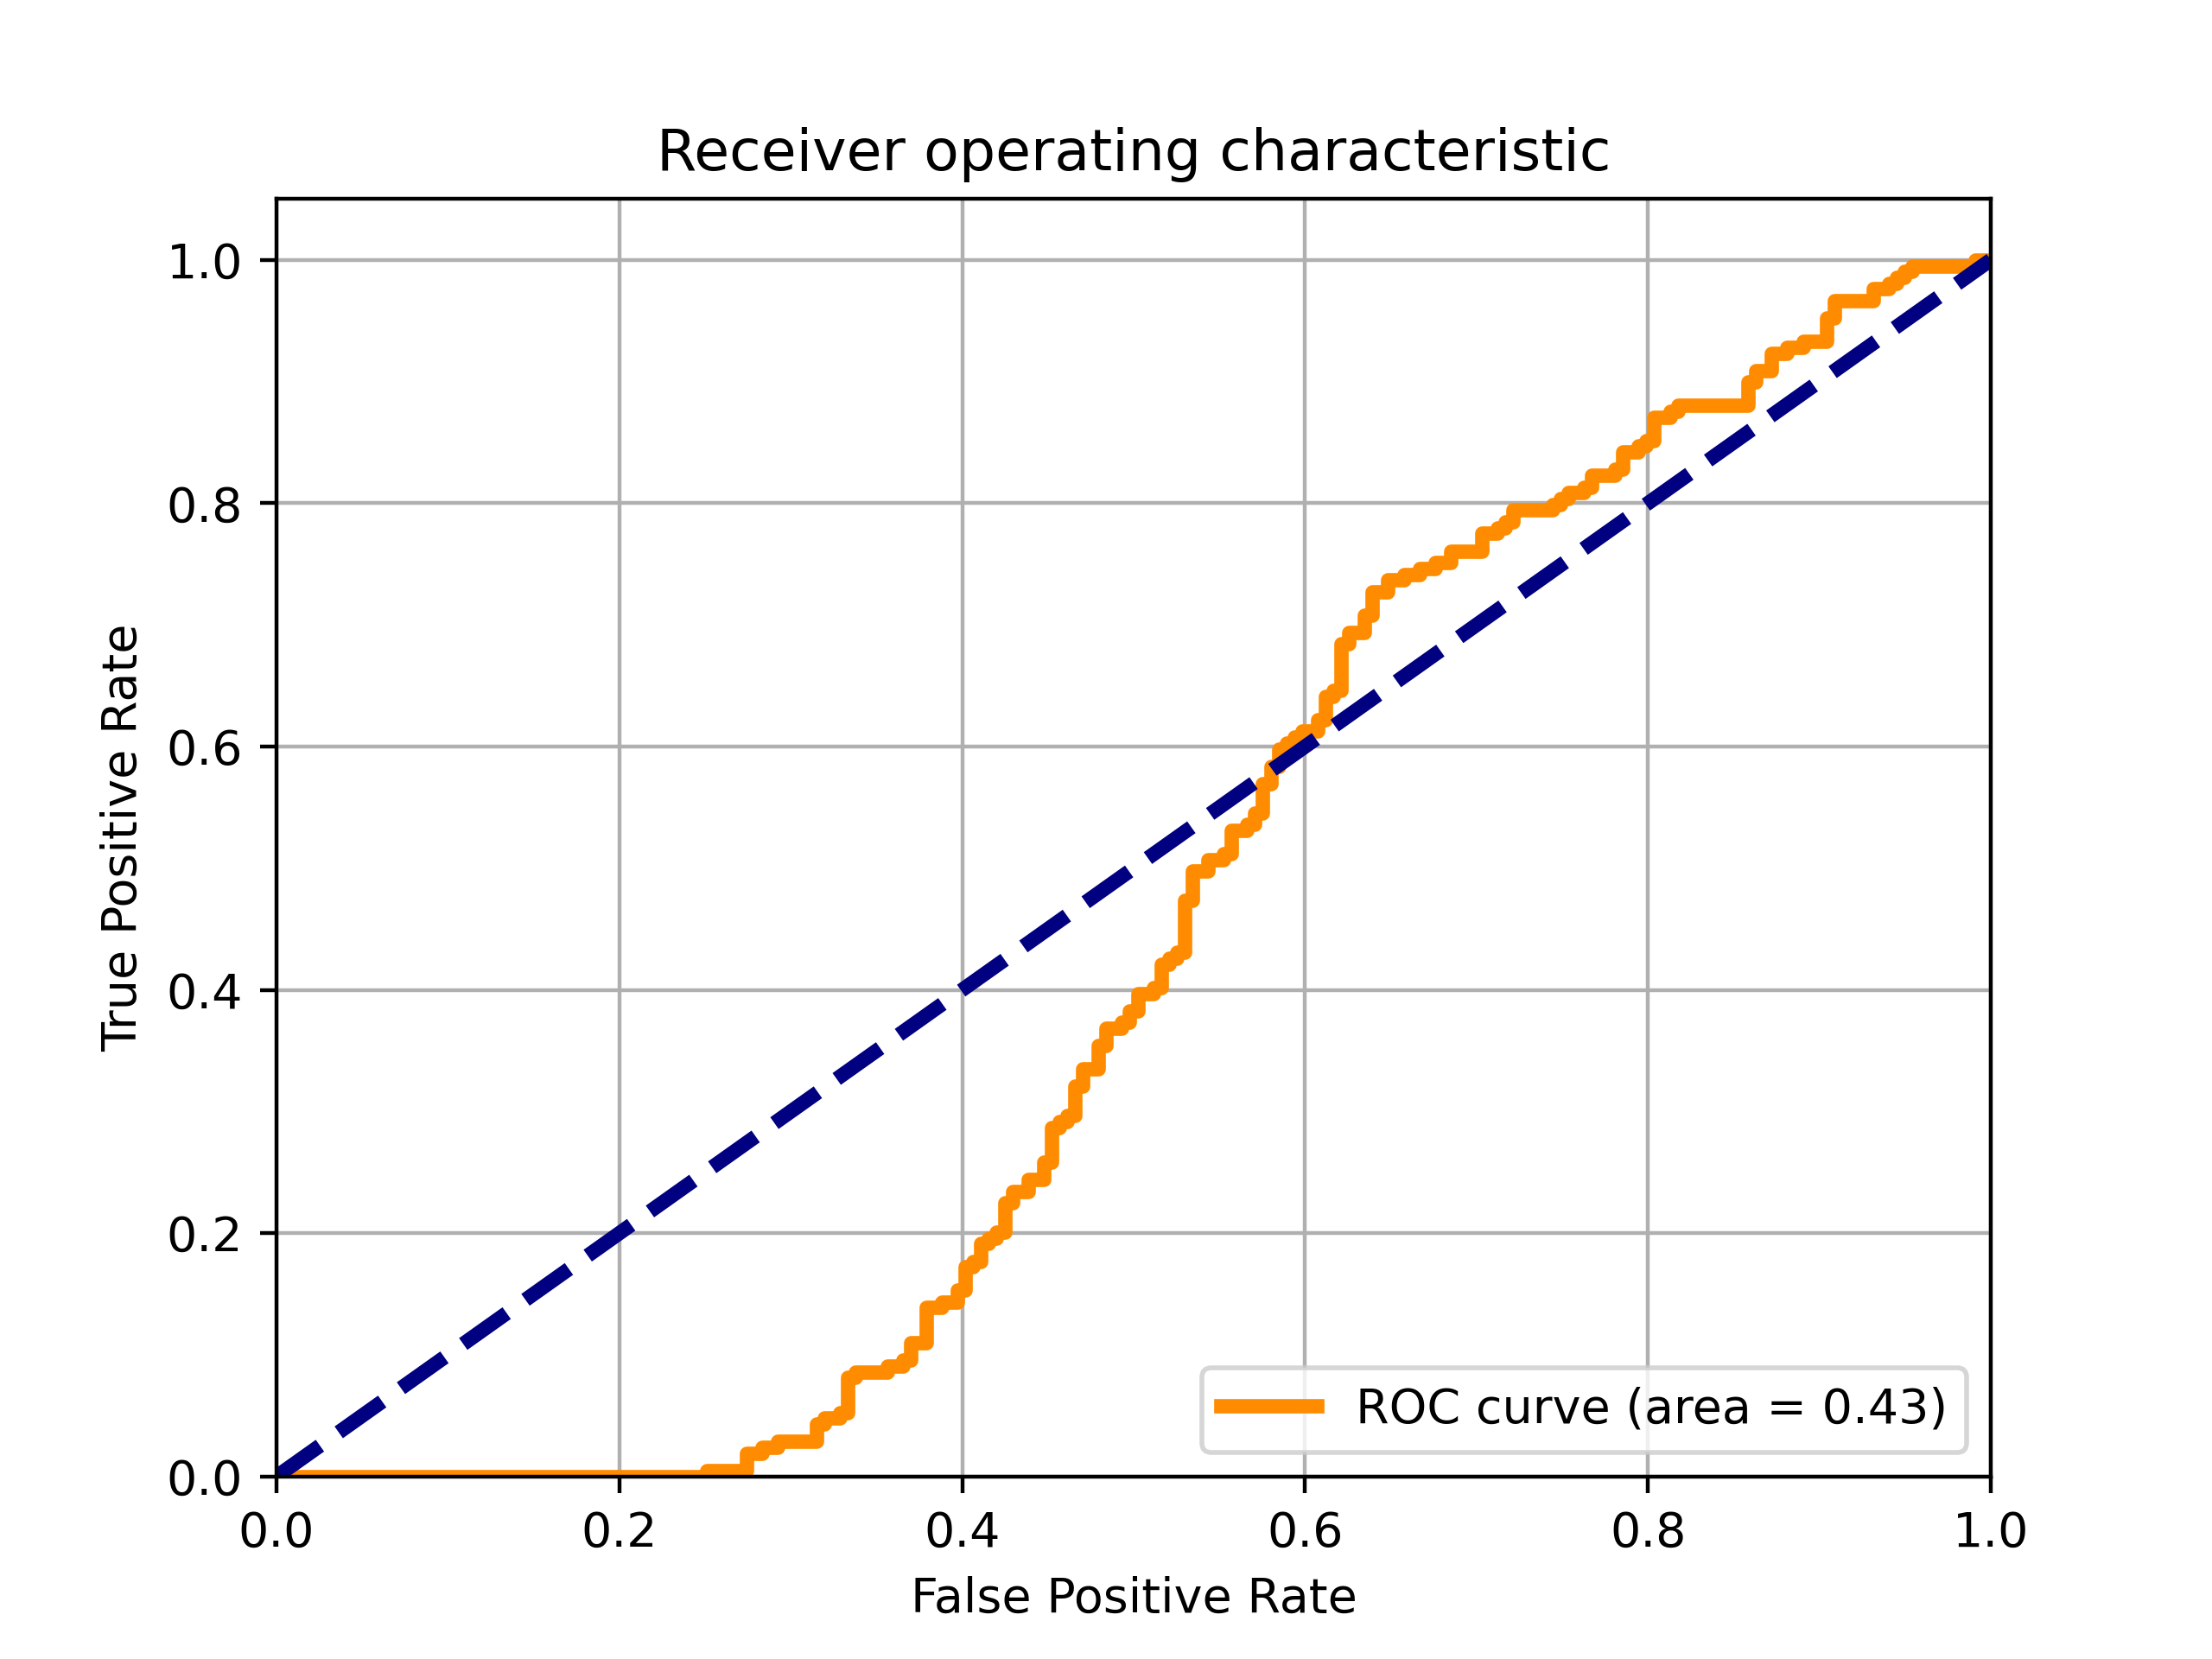 Receiver operating characteristic
True Positive Rate
1.0
0.8
0.6
0.4
0.2
0.0
ROC curve (area = 0.43)
0.0 0.2 0.4 0.6 0.8 1.0
False Positive Rate